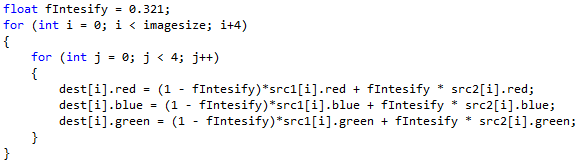 float fIntesify = 0.321;
for (int i = 0; i < imagesize; i+4)
{
    for (int j = 0; j < 4; j++)
    {
        dest[i].red = (1 - fIntesify)*src1[i].red + fIntesify * src2[i].red;
        dest[i].blue = (1 - fIntesify)*src1[i].blue + fIntesify * src2[i].blue;
        dest[i].green = (1 - fIntesify)*src1[i].green + fIntesify * src2[i].green;
    }
}